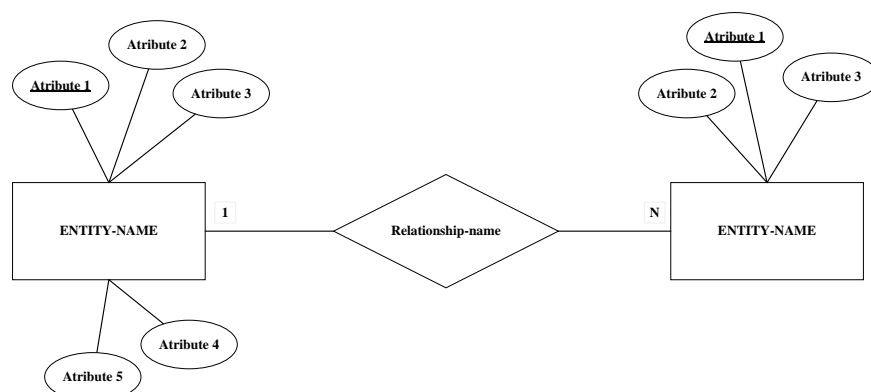 Atribute 2
Atribute 1
Atribute 3
ENTITY-NAME
1
Atribute 4
Atribute 5
Relationship-name
N
Atribute 1
Atribute 3
Atribute 2
ENTITY-NAME